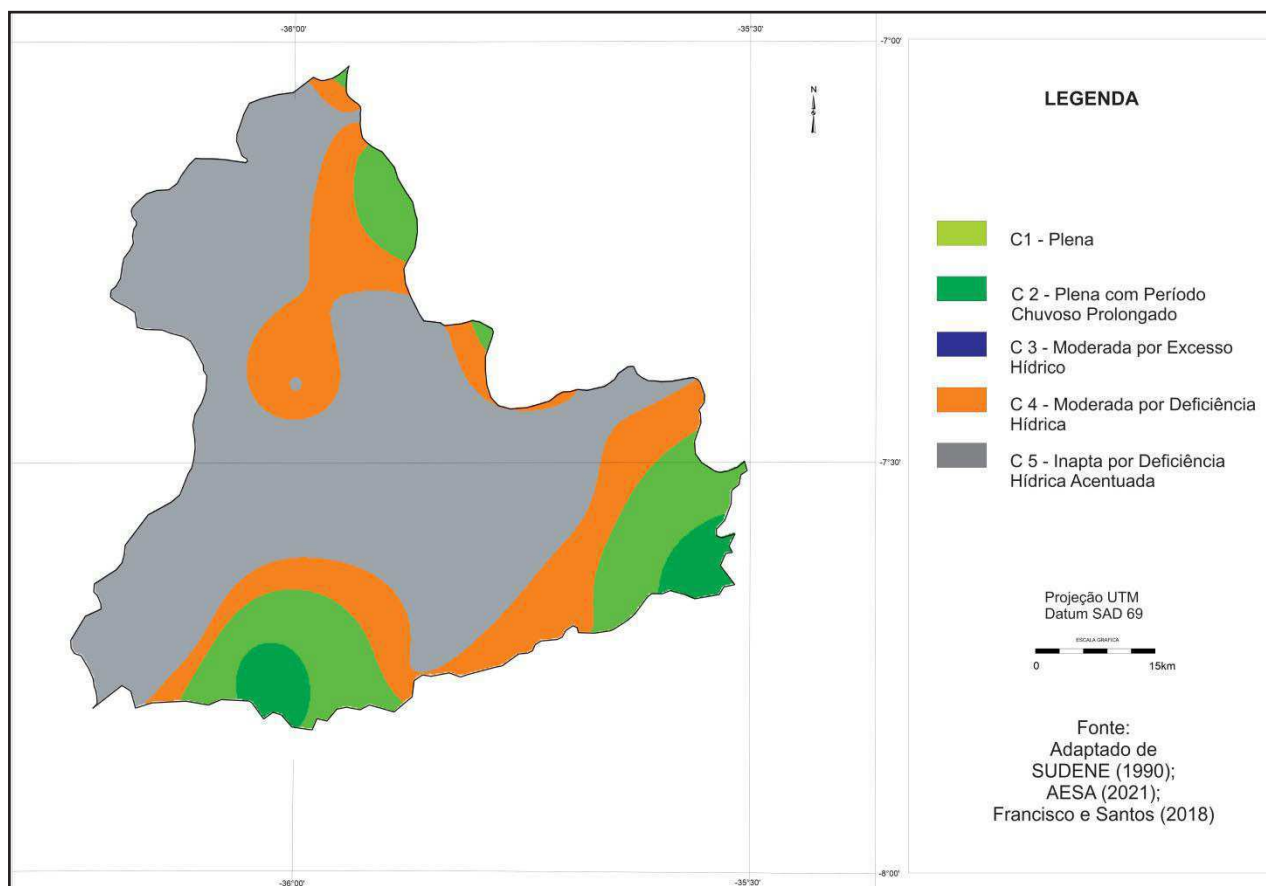 -36°00'
-35°30'
-7°00'
N
LEGENDA
C1 - Plena
C 2 - Plena com Período
Chuvoso Prolongado
C 3 - Moderada por Excesso
Hídrico
C 4 - Moderada por Deficiência
Hídrica
C 5 - Inapta por Deficiência
Hídrica Acentuada
-7°30'
Projeção UTM
Datum SAD 69
ESCALA GRÁFICA
0 15km
Fonte:
Adaptado de
SUDENE (1990);
AESA (2021);
Francisco e Santos (2018)
-36°00'
-35°30'
-8°00'